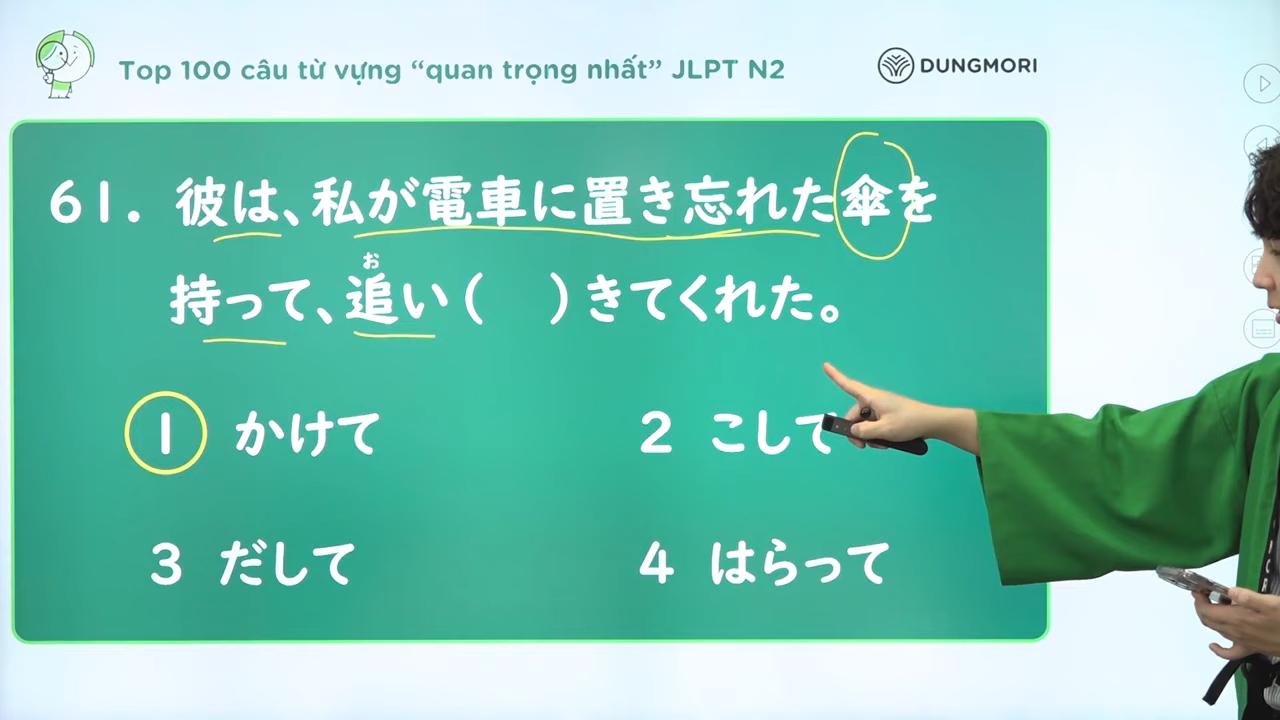 Top 100 câu từ vựng “quan trọng nhất” JLPT N2
DUNGMORI
61. 彼は、私が電車に置き忘れた傘を
お
持って、追い(　)きてくれた。
1 かけて
2 こして
3 だして
4 はらって